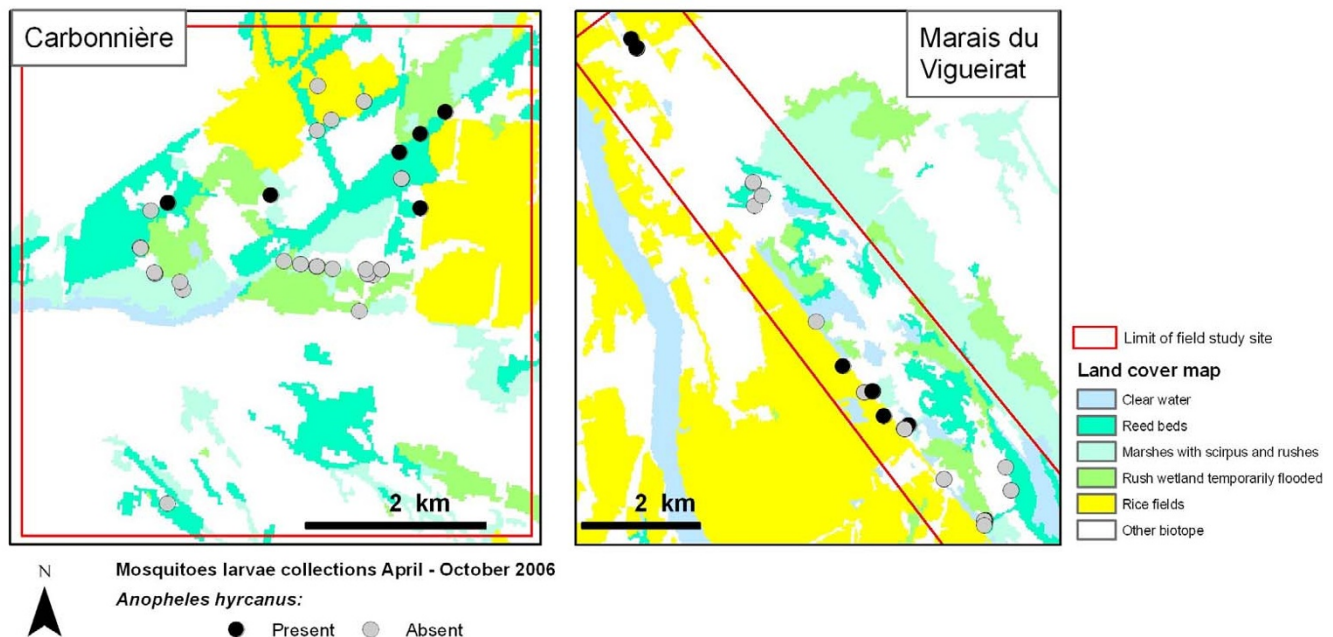 Carbonnière
2 km
Marais du
Vigueirat
2 km
Limit of field study site
Land cover map
Clear water
Reed beds
Marshes with scirpus and rushes
Rush wetland temporarily flooded
Rice fields
Other biotope
N
Mosquitoes larvae collections April - October 2006
Anopheles hyrcanus:
Present Absent